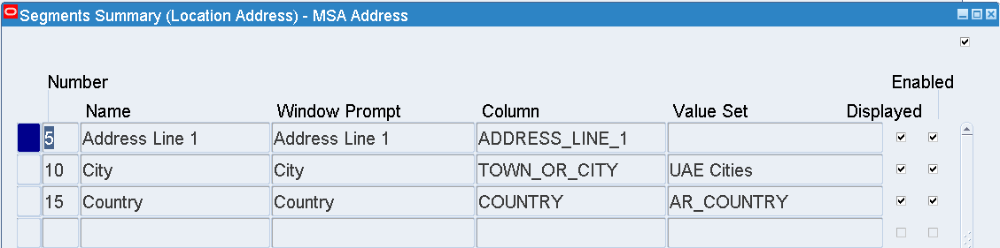 Segments Summary (Location Address) - MSA Address
Number Enabled
Name Window Prompt Column Value Set Displayed
5 Address Line 1 Address Line 1 ADDRESS_LINE_1
10 City City TOWN_OR_CITY UAE Cities
15 Country Country COUNTRY AR_COUNTRY